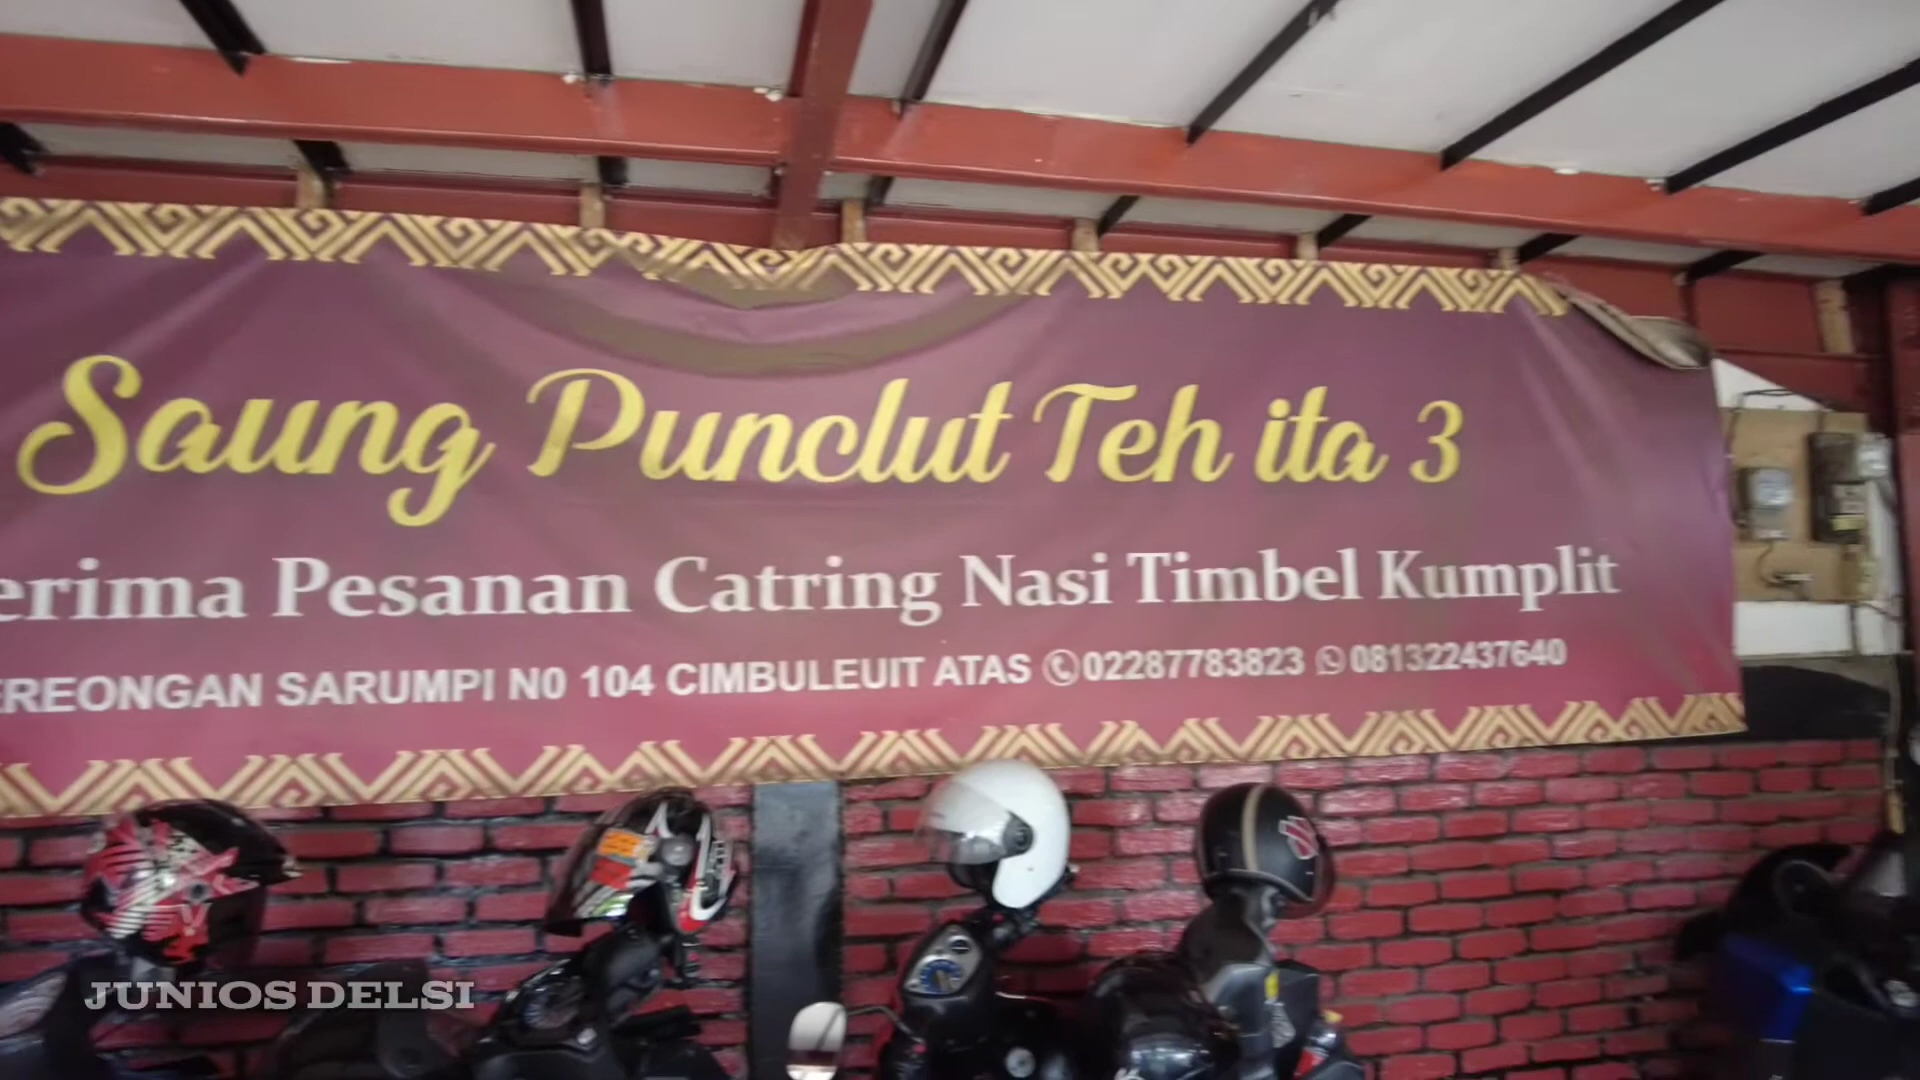 Saung Punclut Teh ita 3
erima Pesanan Catring Nasi Timbel Kumplit
EREONGAN SARUMPI N0 104 CIMBULEUIT ATAS 02287783823 081322437640
JUNIOS DELSI